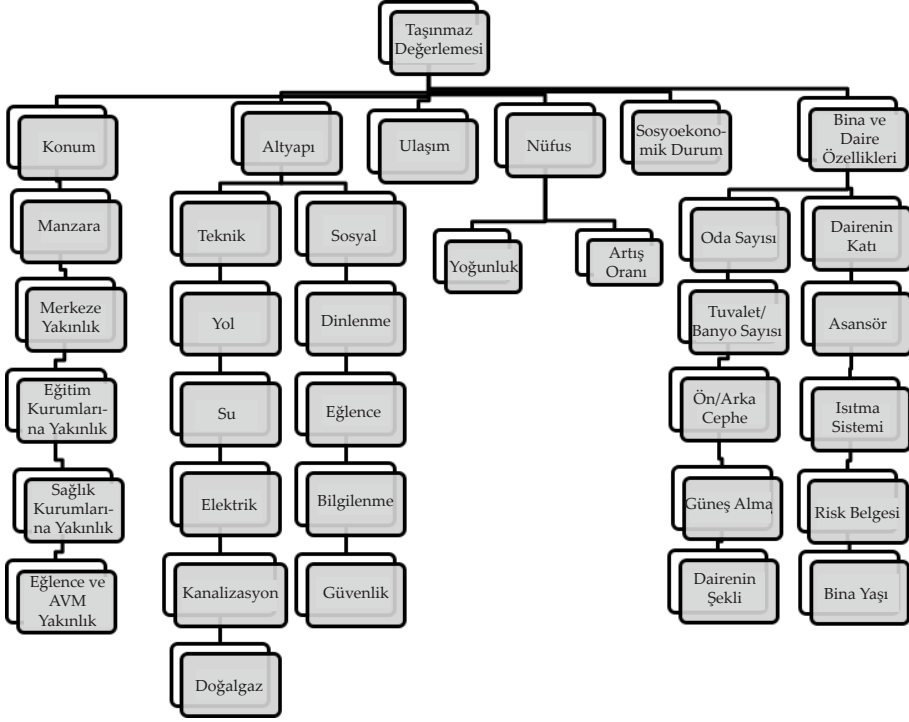 Taşınmaz
Değerlemesi
Konum
Altyapı
Ulaşım
Nüfus
Sosyoekono-
mik Durum
Bina ve
Daire
Özellikleri
Manzara
Merkeze
Yakınlık
Eğitim
Kurumları-
na Yakınlık
Sağlık
Kurumları-
na Yakınlık
Eğlence ve
AVM
Yakınlık
Teknik
Yol
Su
Elektrik
Kanalizasyon
Doğalgaz
Sosyal
Dinlenme
Eğlence
Bilgilenme
Güvenlik
Yoğunluk
Artış
Oranı
Oda Sayısı
Tuvalet/
Banyo Sayısı
Ön/Arka
Cephe
Güneş Alma
Dairenin
Şekli
Dairenin
Katı
Asansör
Isıtma
Sistemi
Risk Belgesi
Bina Yaşı